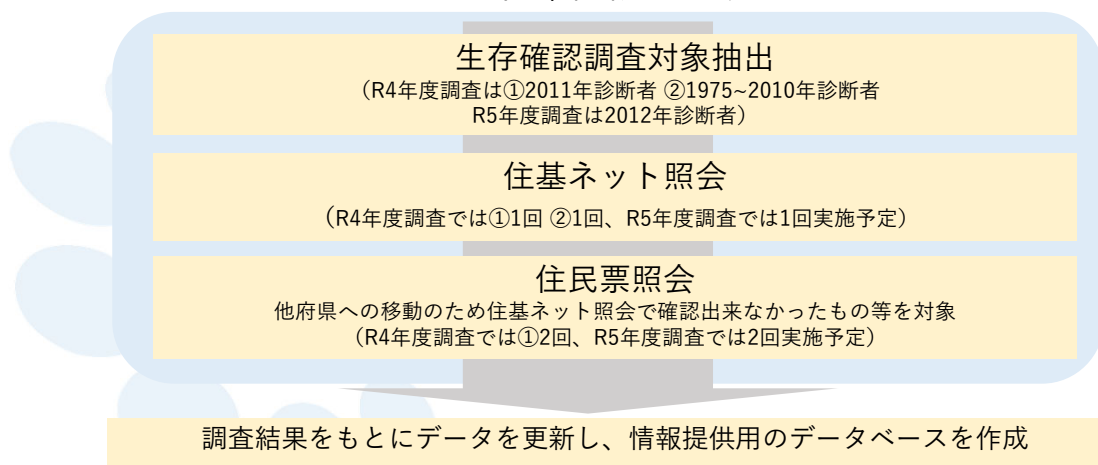 生存確認調査対象抽出
（R4年度調査は①2011年診断者 ②1975~2010年診断者
R5年度調査は2012年診断者）
住基ネット照会
（R4年度調査では①1回 ②1回、R5年度調査では1回実施予定）
住民票照会
他府県への移動のため住基ネット照会で確認出来なかったもの等を対象
（R4年度調査では①2回、R5年度調査では2回実施予定）
調査結果をもとにデータを更新し、情報提供用のデータベースを作成